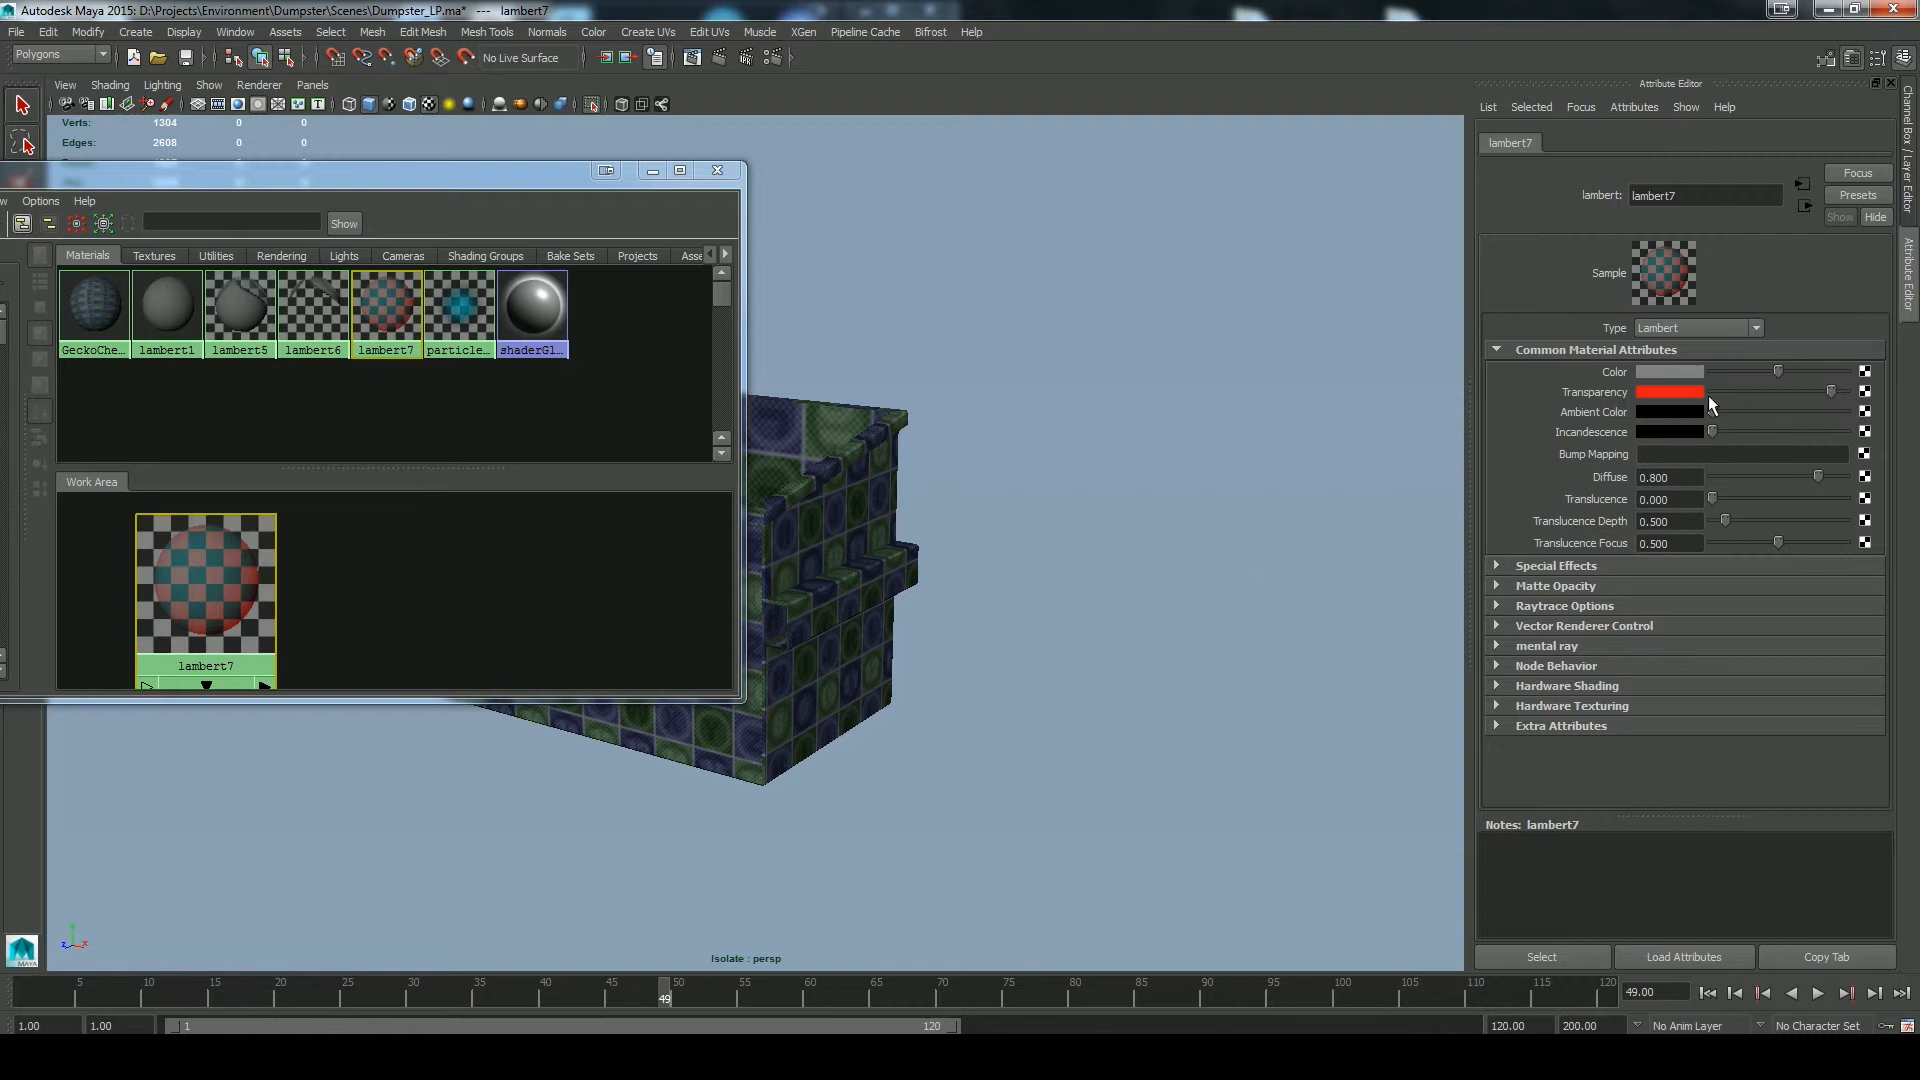 Autodesk Maya 2015: D:\Projects\Environment\Dumpster\Scenes\Dumpster_LP.ma* --- lambert7
File Edit Modify Create Display Window Assets Select Mesh Edit Mesh Mesh Tools Normals Color Create UVs Edit UVs Muscle XGen Pipeline Cache Bifrost Help
Polygons No Live Surface
View Shading Lighting Show Renderer Panels
Verts: 1304 0 0
Edges: 2608 0 0
Options Help
Show
Materials Textures Utilities Rendering Lights Cameras Shading Groups Bake Sets Projects Asse
GeckoChe... lambert1 lambert5 lambert6 lambert7 particle... shaderGl...
Work Area
lambert7
Isolate : persp
MAYA
Attribute Editor
List Selected Focus Attributes Show Help
lambert7
Focus
lambert: lambert7 Presets
Show Hide
Sample
Type Lambert
Common Material Attributes
Color
Transparency
Ambient Color
Incandescence
Bump Mapping
Diffuse 0.800
Translucence 0.000
Translucence Depth 0.500
Translucence Focus 0.500
Special Effects
Matte Opacity
Raytrace Options
Vector Renderer Control
mental ray
Node Behavior
Hardware Shading
Hardware Texturing
Extra Attributes
Notes: lambert7
Select Load Attributes Copy Tab
Channel Box / Layer Editor
Attribute Editor
5 10 15 20 25 30 35 40 45 50 55 60 65 70 75 80 85 90 95 100 105 110 115 120
49
49.00
1.00 1.00 1 120 120.00 200.00 No Anim Layer No Character Set